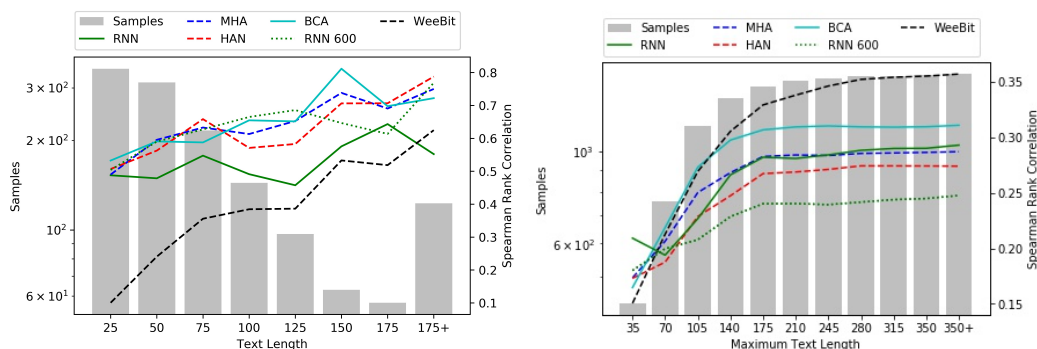 Samples MHA BCA WeeBit
RNN HAN RNN 600
3 × 10²
2 × 10²
10²
6 × 10¹
Samples
0.8
0.7
0.6
0.5
0.4
0.3
0.2
0.1
Spearman Rank Correlation
25 50 75 100 125 150 175 175+
Text Length
Samples MHA BCA WeeBit
RNN HAN RNN 600
10³
6 × 10²
Samples
0.35
0.30
0.25
0.20
0.15
Spearman Rank Correlation
35 70 105 140 175 210 245 280 315 350 350+
Maximum Text Length